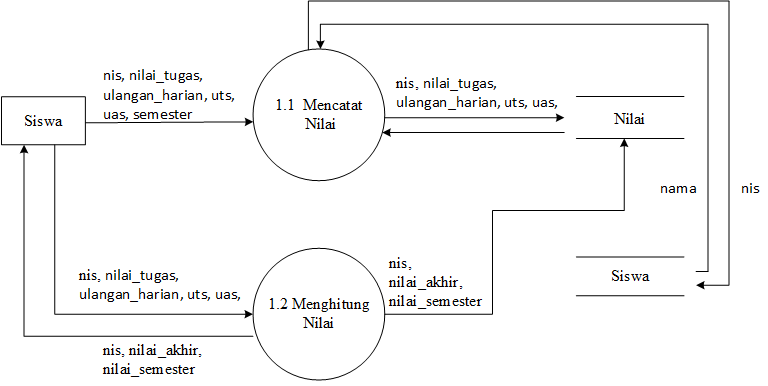 nis, nilai_tugas,
ulangan_harian, uts,
uas, semester
Siswa
1.1 Mencatat
Nilai
nis, nilai_tugas,
ulangan_harian, uts, uas,
Nilai
nama
nis
nis, nilai_tugas,
ulangan_harian, uts, uas,
1.2 Menghitung
Nilai
nis,
nilai_akhir,
nilai_semester
Siswa
nis, nilai_akhir,
nilai_semester